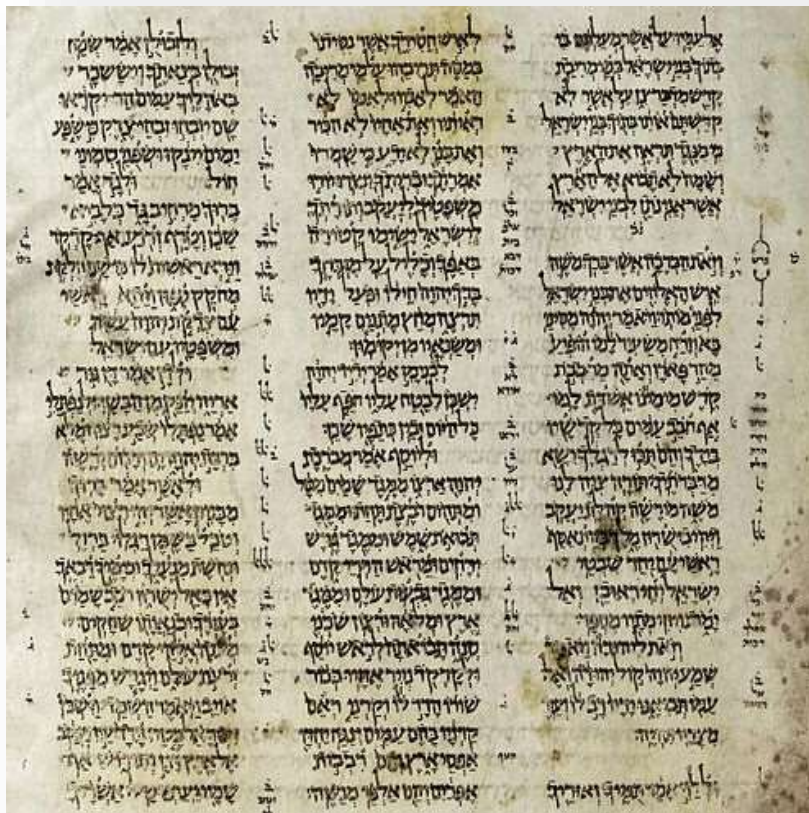 אל עמיו על אשר מעלתם בי
בתוך בני ישראל במי מריבת
קדש מדבר צן על אשר לא
קדשתם אותי בתוך בני ישראל
כי מנגד תראה את הארץ
ושמה לא תבוא אל הארץ
אשר אני נתן לבני ישראל
וזאת הברכה אשר ברך משה
איש האלהים את בני ישראל
לפני מותו ויאמר יהוה מסיני
בא וזרח משעיר למו הופיע
מהר פארן ואתה מרבבת
קדש מימינו אשדת למו
אף חבב עמים כל קדשיו
בידך והם תכו לרגלך ישא
מדברתיך תורה צוה לנו
משה מורשה קהלת יעקב
ויהי בישרון מלך בהתאסף
ראשי עם יחד שבטי
ישראל יחי ראובן ואל
ימת ויהי מתיו מספר
וזאת ליהודה ויאמר
שמע יהוה קול יהודה ואל
עמו תביאנו ידיו רב לו ועזר
מצריו תהיה
וללוי אמר תמיך ואוריך
לאיש חסידך אשר נסיתו
במסה תריבהו על מי מריבה
האמר לאביו ולאמו לא
ראיתיו ואת אחיו לא הכיר
ואת בנו לא ידע כי שמרו
אמרתך ובריתך ינצרו יורו
משפטיך ליעקב ותורתך
לישראל ישימו קטורה
באפך וכליל על מזבחך
ברך יהוה חילו ופעל ידיו
תרצה מחץ מתנים קמיו
ומשנאיו מן יקומון
לבנימן אמר ידיד יהוה
ישכן לבטח עליו חפף עליו
כל היום ובין כתפיו שכן
וליוסף אמר מברכת
יהוה ארצו ממגד שמים מטל
ומתהום רבצת תחת וממגד
תבואת שמש וממגד גרש
ירחים ומראש הררי קדם
וממגד גבעות עולם וממגד
ארץ ומלאה ורצון שכני
סנה תבואתה לראש יוסף
ולקדקד נזיר אחיו בכור
שורו הדר לו וקרני ראם
קרניו בהם עמים ינגח יחדו
אפסי ארץ והם רבבות
אפרים והם אלפי מנשה
ולזבולן אמר שמח
זבולן בצאתך ויששכר
באהליך עמים הר יקראו
שם יזבחו זבחי צדק כי שפע
ימים יינקו ושפני טמוני
חול ולגד אמר
ברוך מרחיב גד כלביא
שכן וטרף זרוע אף קדקד
וירא ראשית לו כי שם חלקת
מחקק ספון ויתא ראשי
עם צדקת יהוה עשה
ומשפטיו עם ישראל
ולדן אמר דן גור
אריה יזנק מן הבשן ולנפתלי
אמר נפתלי שבע רצון ומלא
ברכת יהוה ים ודרום ירשה
ולאשר אמר ברוך
מבנים אשר יהי רצוי אחיו
וטבל בשמן רגלו ברזל
ונחשת מנעלך וכימיך דבאך
אין כאל ישרון רכב שמים
בעזרך ובגאותו שחקים
מענה אלהי קדם ומתחת
זרעת עולם ויגרש מפניך
אויב ויאמר השמד וישכן
ישראל בטח בדד עין יעקב
אל ארץ דגן ותירוש אף
שמיו יערפו טל אשריך